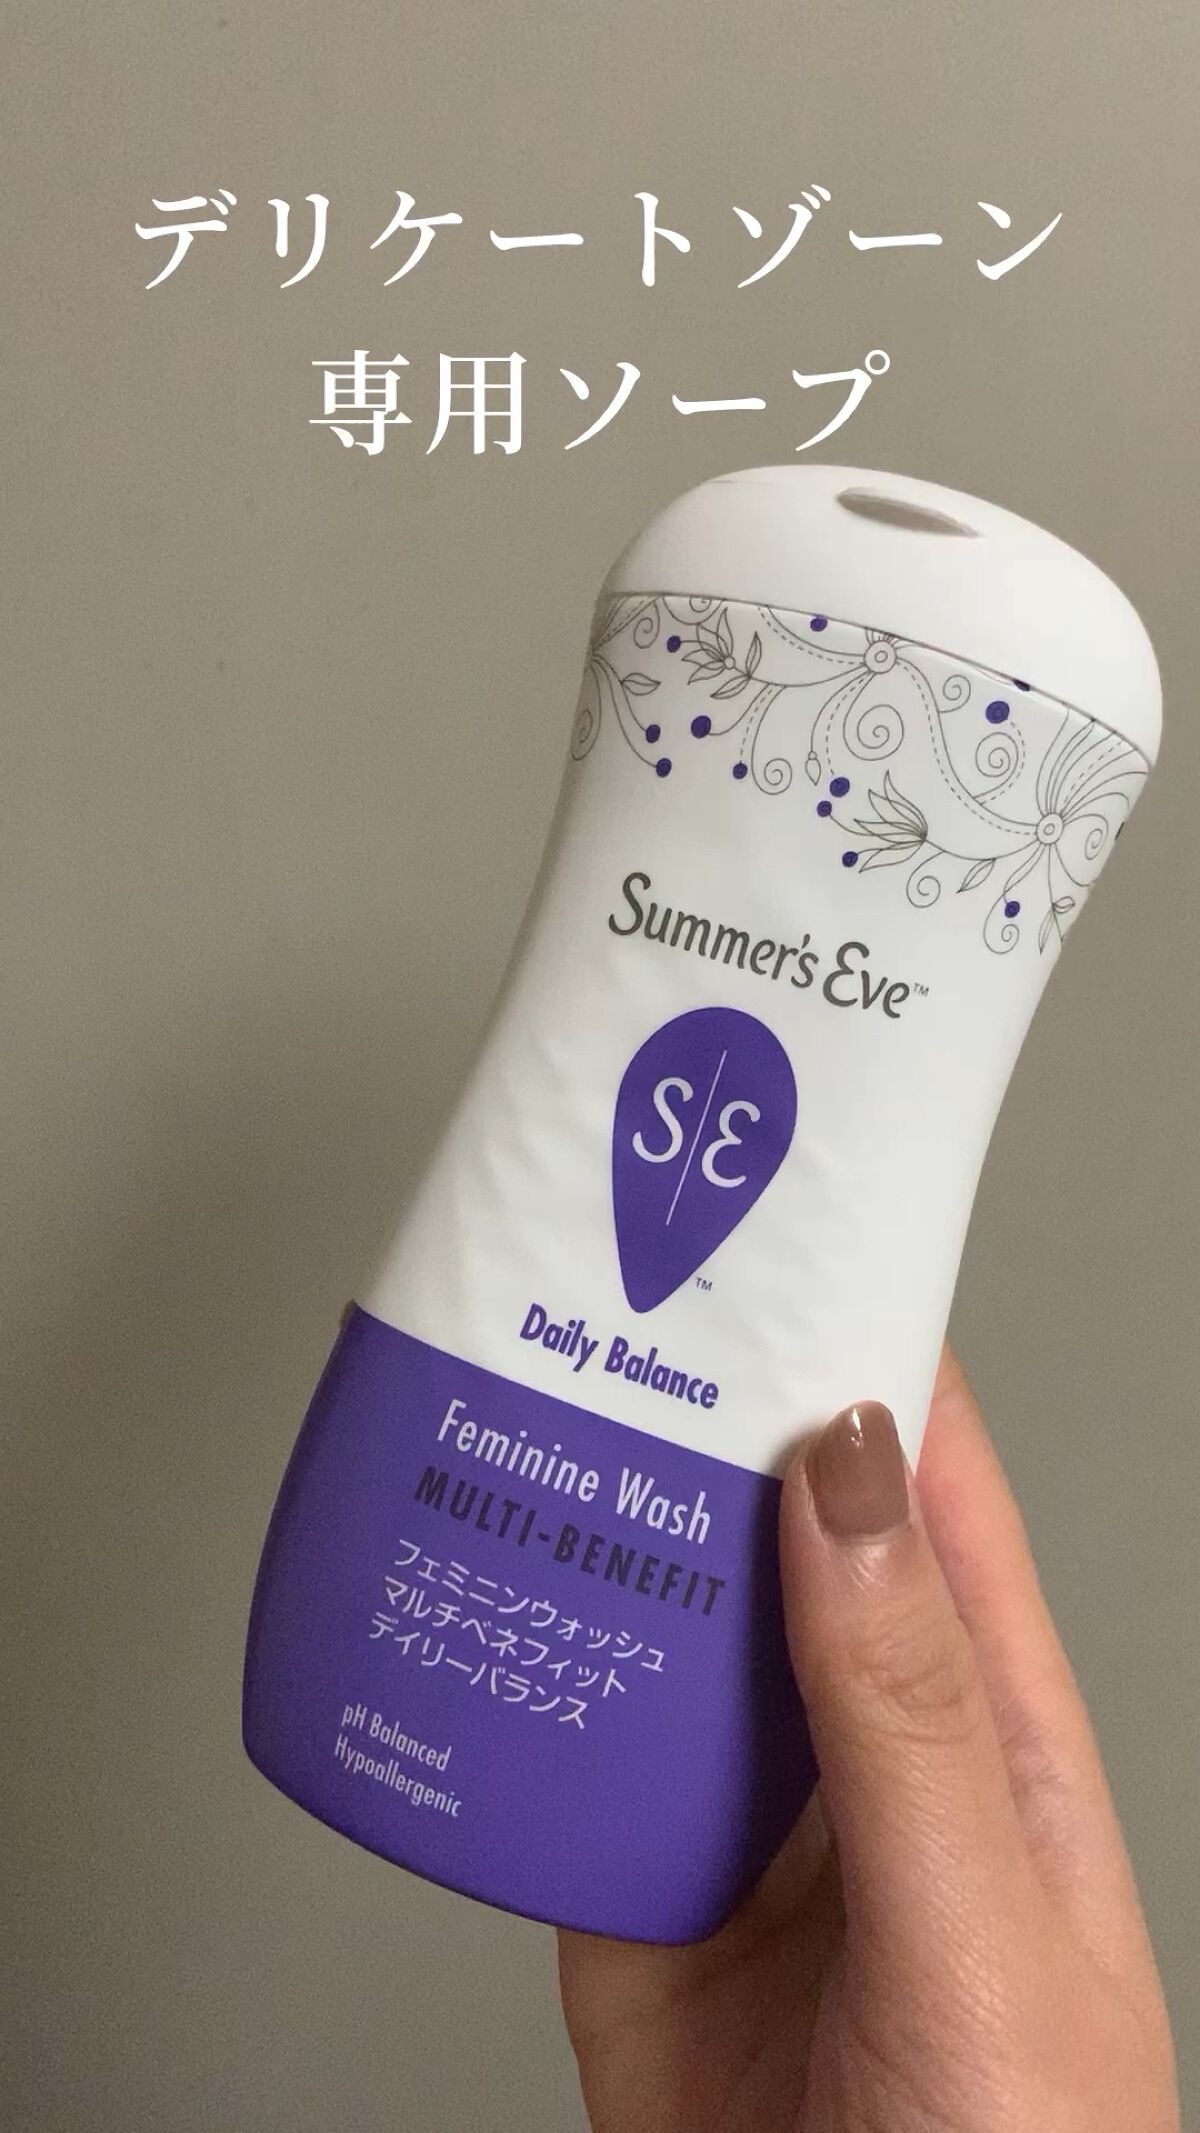 デリケートゾーン
専用ソープ
Summer's Eve™
S|E
™
Daily Balance
Feminine Wash
MULTI-BENEFIT
フェミニンウォッシュ
マルチベネフィット
デイリーバランス
pH Balanced
Hypoallergenic